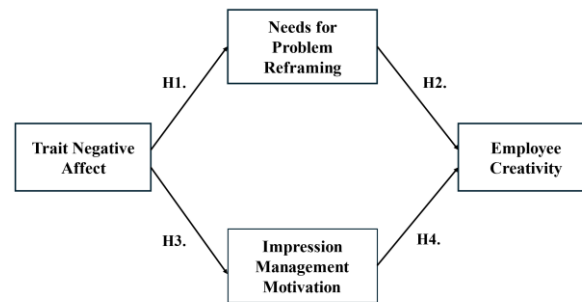 Needs for
Problem
Reframing
H1.
H2.
Trait Negative
Affect
Employee
Creativity
H3.
H4.
Impression
Management
Motivation